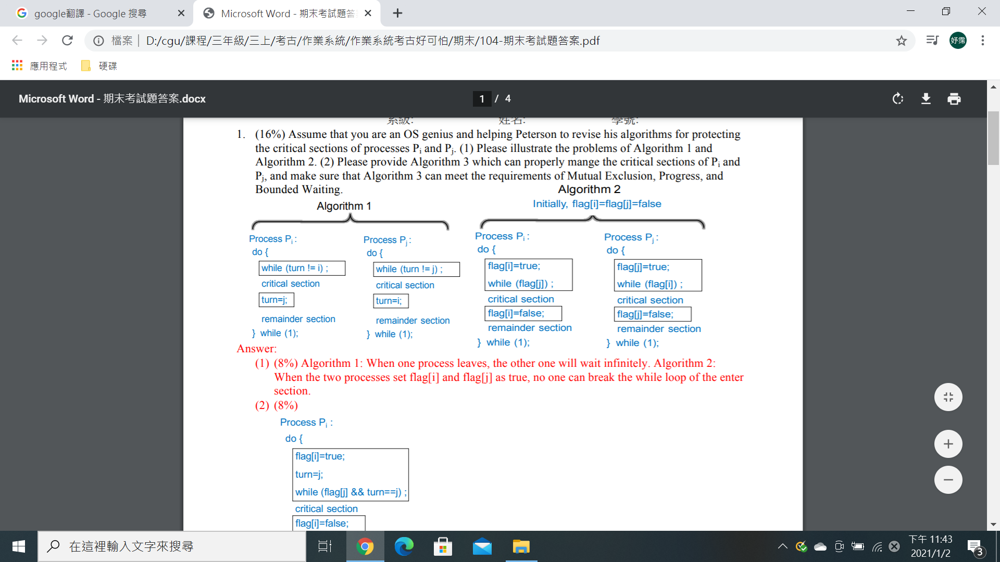 google翻譯 - Google 搜尋
Microsoft Word - 期末考試題答
檔案
D:/cgu/課程/三年級/三上/考古/作業系統/作業系統考古好可怕/期末/104-期末考試題答案.pdf
妤霈
應用程式
硬碟
Microsoft Word - 期末考試題答案.docx
1 / 4
系級: 姓名: 學號:
1. (16%) Assume that you are an OS genius and helping Peterson to revise his algorithms for protecting
the critical sections of processes Pi and Pj. (1) Please illustrate the problems of Algorithm 1 and
Algorithm 2. (2) Please provide Algorithm 3 which can properly mange the critical sections of Pi and
Pj, and make sure that Algorithm 3 can meet the requirements of Mutual Exclusion, Progress, and
Bounded Waiting.
Algorithm 1
Process Pi :
do {
while (turn != i) ;
critical section
turn=j;
remainder section
} while (1);
Process Pj :
do {
while (turn != j) ;
critical section
turn=i;
remainder section
} while (1);
Algorithm 2
Initially, flag[i]=flag[j]=false
Process Pi :
do {
flag[i]=true;
while (flag[j]) ;
critical section
flag[i]=false;
remainder section
} while (1);
Process Pj :
do {
flag[j]=true;
while (flag[i]) ;
critical section
flag[j]=false;
remainder section
} while (1);
Answer:
(1) (8%) Algorithm 1: When one process leaves, the other one will wait infinitely. Algorithm 2:
When the two processes set flag[i] and flag[j] as true, no one can break the while loop of the enter
section.
(2) (8%)
Process Pi :
do {
flag[i]=true;
turn=j;
while (flag[j] && turn==j) ;
critical section
flag[i]=false;
在這裡輸入文字來搜尋
下午 11:43
2021/1/2
3